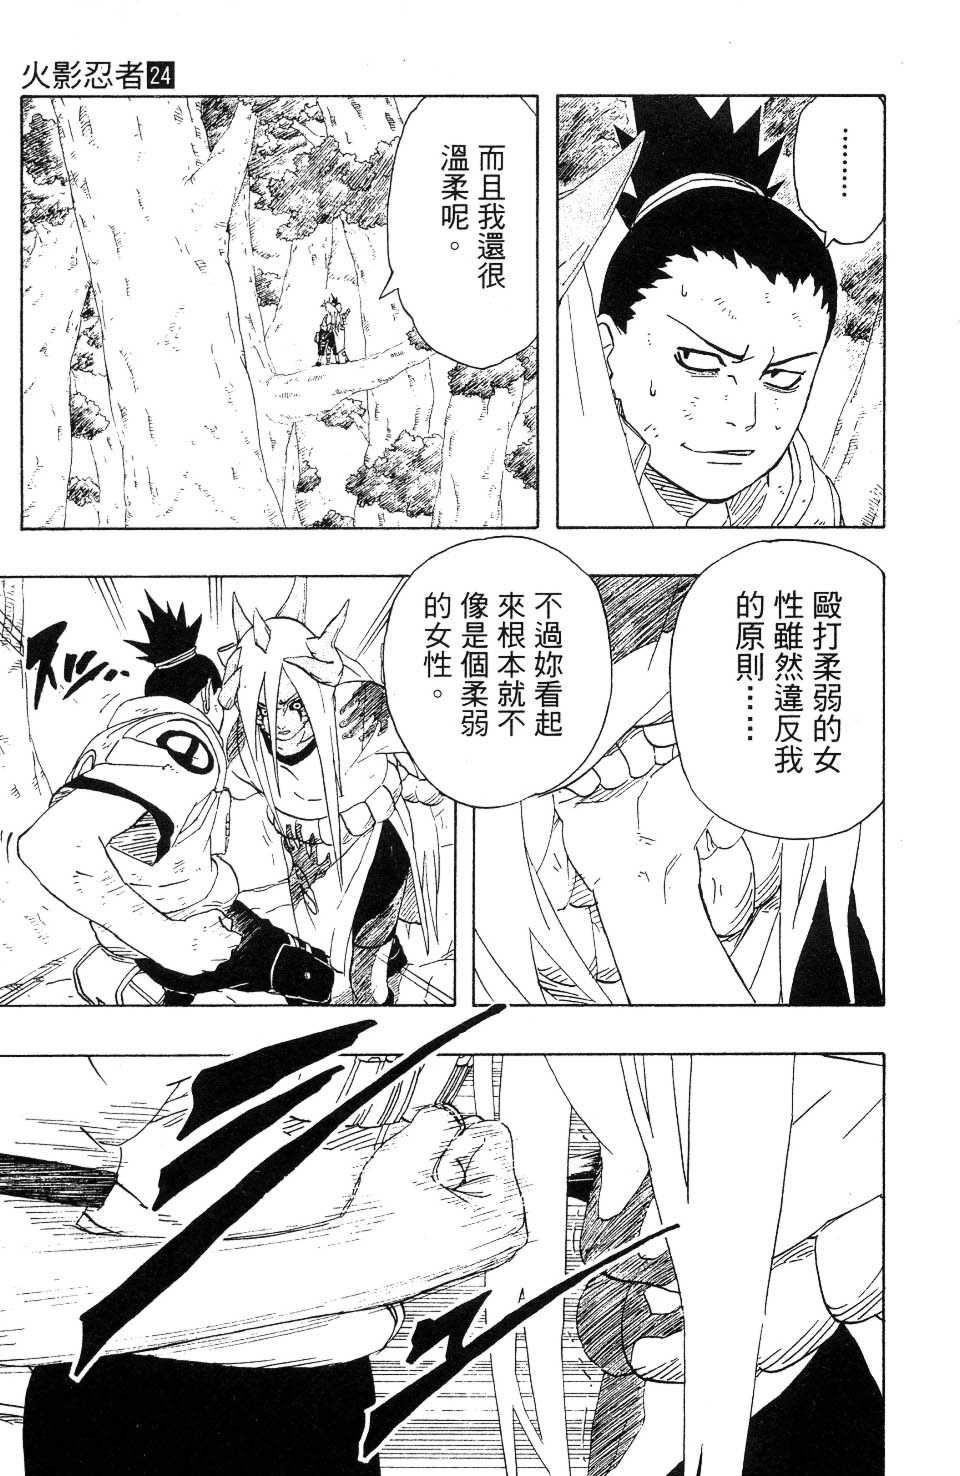 火影忍者24
………
而且我還很
溫柔呢。
毆打柔弱的女
性雖然違反我
的原則……
不過妳看起
來根本就不
像是個柔弱
的女性。